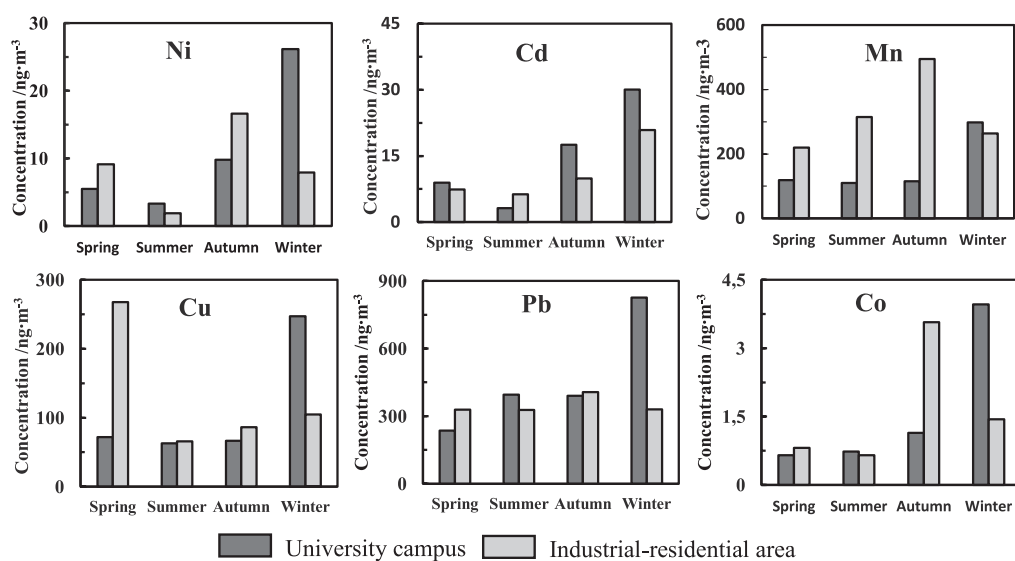 Concentration /ng·m-3
30
20
10
0
Ni
Spring Summer Autumn Winter
Concentration /ng·m-3
45
30
15
0
Cd
Spring Summer Autumn Winter
Concentration /ng·m-3
600
400
200
0
Mn
Spring Summer Autumn Winter
Concentration /ng·m-3
300
200
100
0
Cu
Spring Summer Autumn Winter
Concentration /ng·m-3
900
600
300
0
Pb
Spring Summer Autumn Winter
Concentration /ng·m-3
4,5
3
1,5
0
Co
Spring Summer Autumn Winter
University campus Industrial-residential area